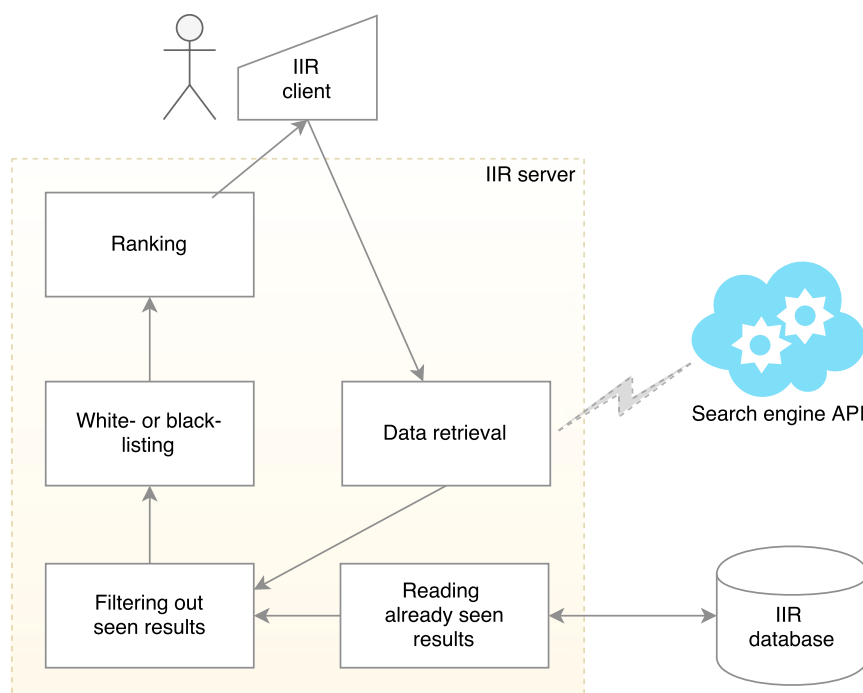 IIR
client
IIR server
Ranking
White- or black-
listing
Data retrieval
Search engine API
Filtering out
seen results
Reading
already seen
results
IIR
database